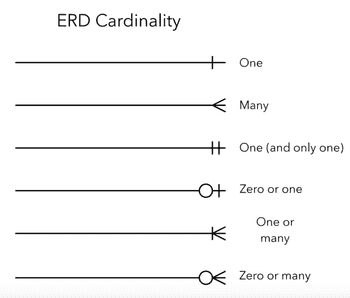 ERD Cardinality
One
Many
One (and only one)
Zero or one
One or
many
Zero or many